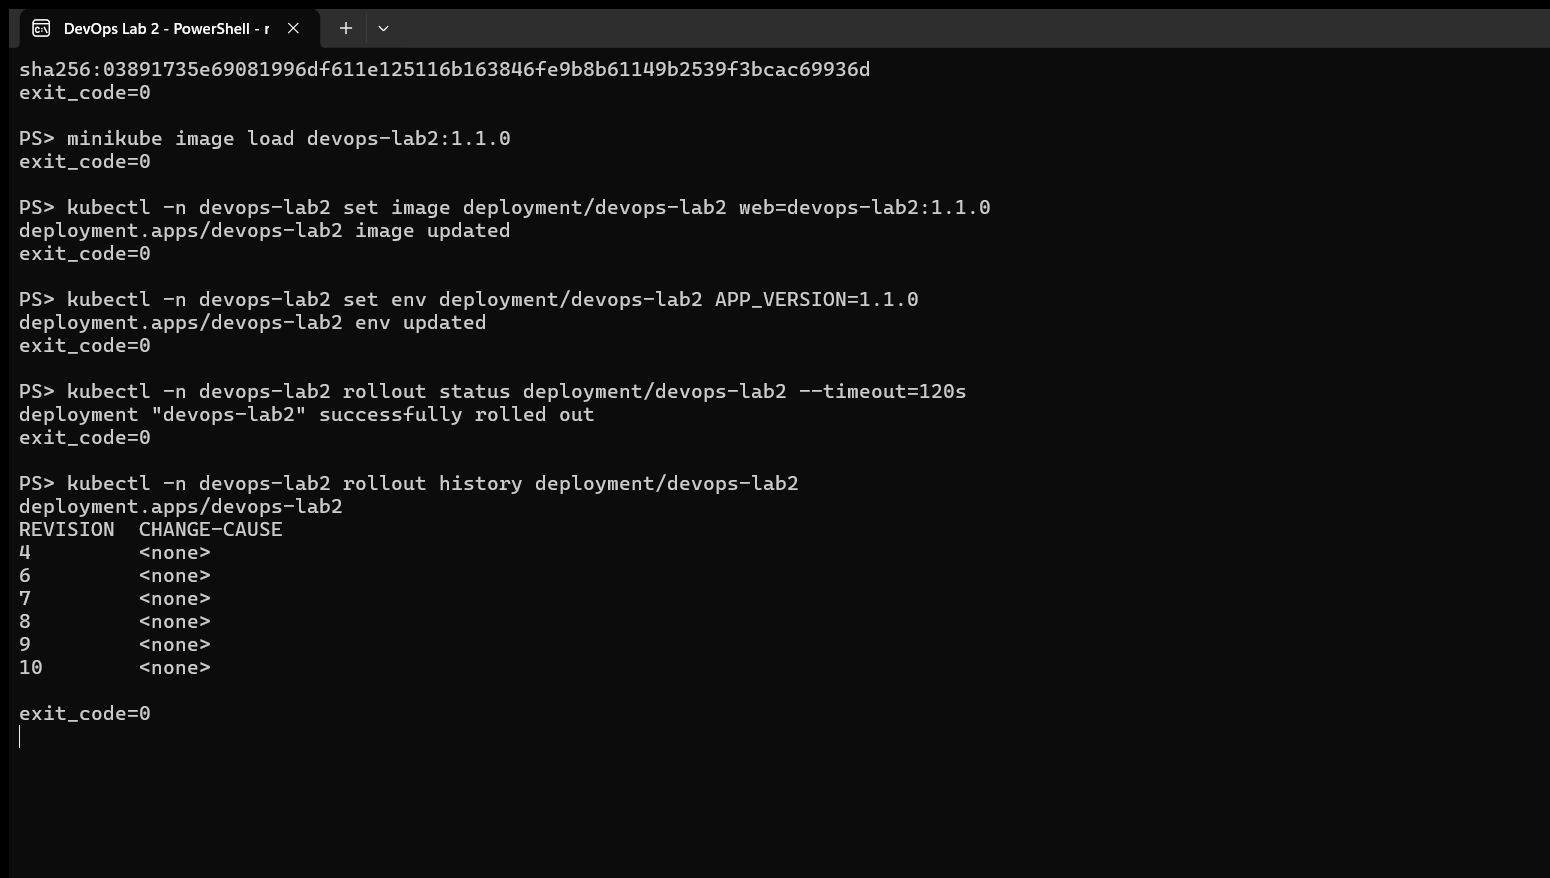 DevOps Lab 2 - PowerShell - r
sha256:03891735e69081996df611e125116b163846fe9b8b61149b2539f3bcac69936d
exit_code=0
PS> minikube image load devops-lab2:1.1.0
exit_code=0
PS> kubectl -n devops-lab2 set image deployment/devops-lab2 web=devops-lab2:1.1.0
deployment.apps/devops-lab2 image updated
exit_code=0
PS> kubectl -n devops-lab2 set env deployment/devops-lab2 APP_VERSION=1.1.0
deployment.apps/devops-lab2 env updated
exit_code=0
PS> kubectl -n devops-lab2 rollout status deployment/devops-lab2 --timeout=120s
deployment "devops-lab2" successfully rolled out
exit_code=0
PS> kubectl -n devops-lab2 rollout history deployment/devops-lab2
deployment.apps/devops-lab2
REVISION  CHANGE-CAUSE
4         <none>
6         <none>
7         <none>
8         <none>
9         <none>
10        <none>
exit_code=0